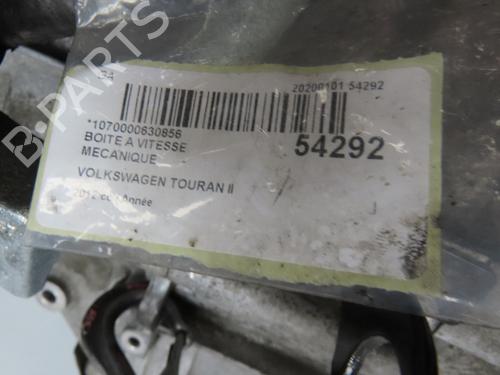 20200101 54292
*1070000630856
BOITE A VITESSE
MECANIQUE
54292
VOLKSWAGEN TOURAN II
Année
B-PARTS